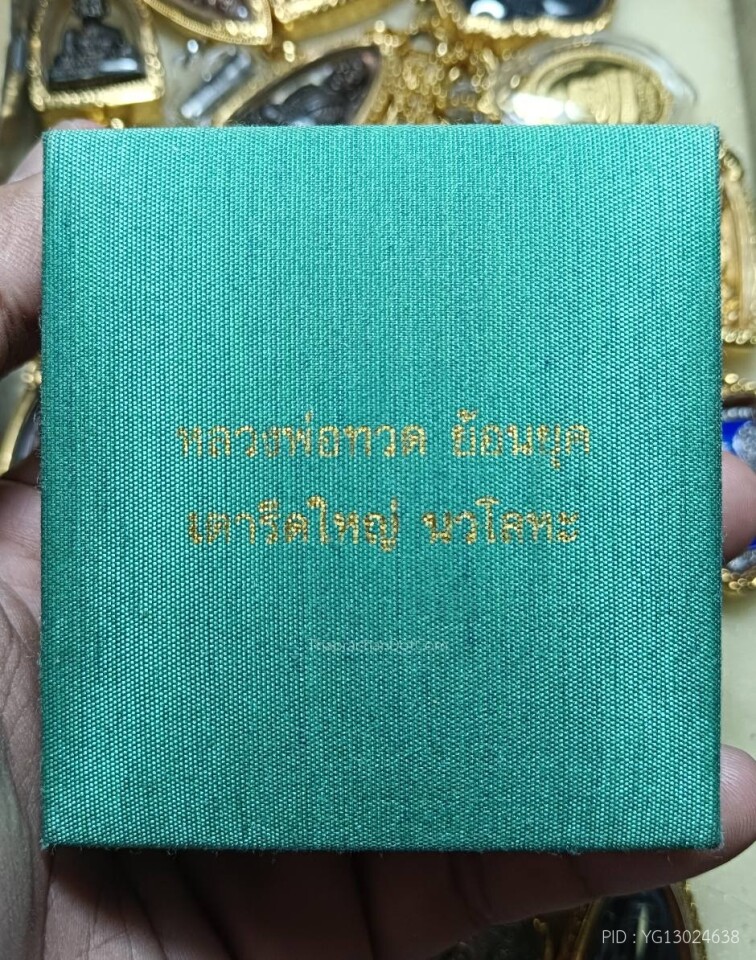 หลวงพ่อทวด ย้อนยุค
เตารีดใหญ่ นวโลหะ
PID : YG13024638